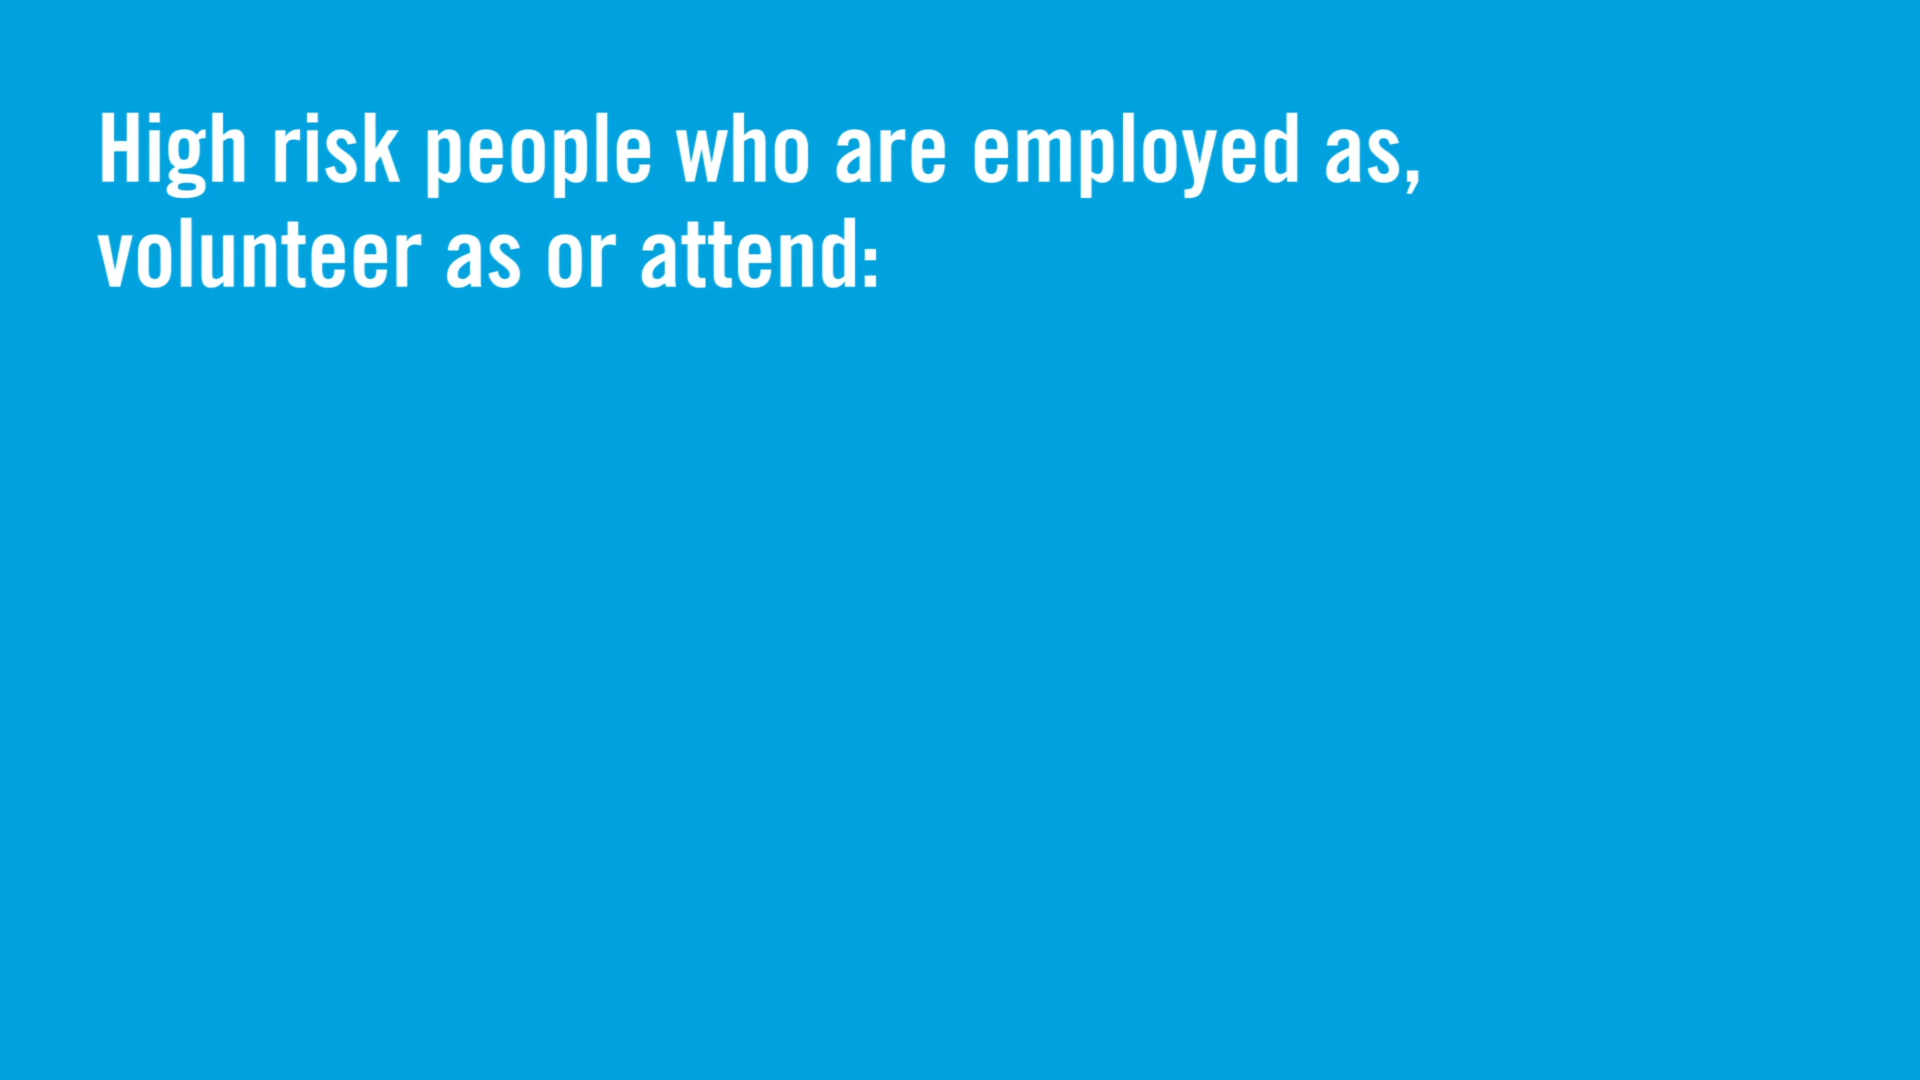 High risk people who are employed as,
volunteer as or attend: